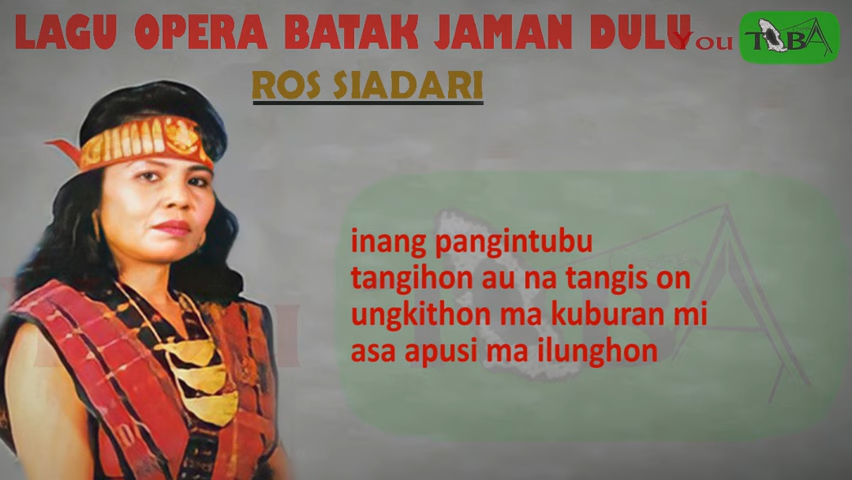 LAGU OPERA BATAK JAMAN DULU
You TOBA
ROS SIADARI
inang pangintubu
tangihon au na tangis on
ungkithon ma kuburan mi
asa apusi ma ilunghon